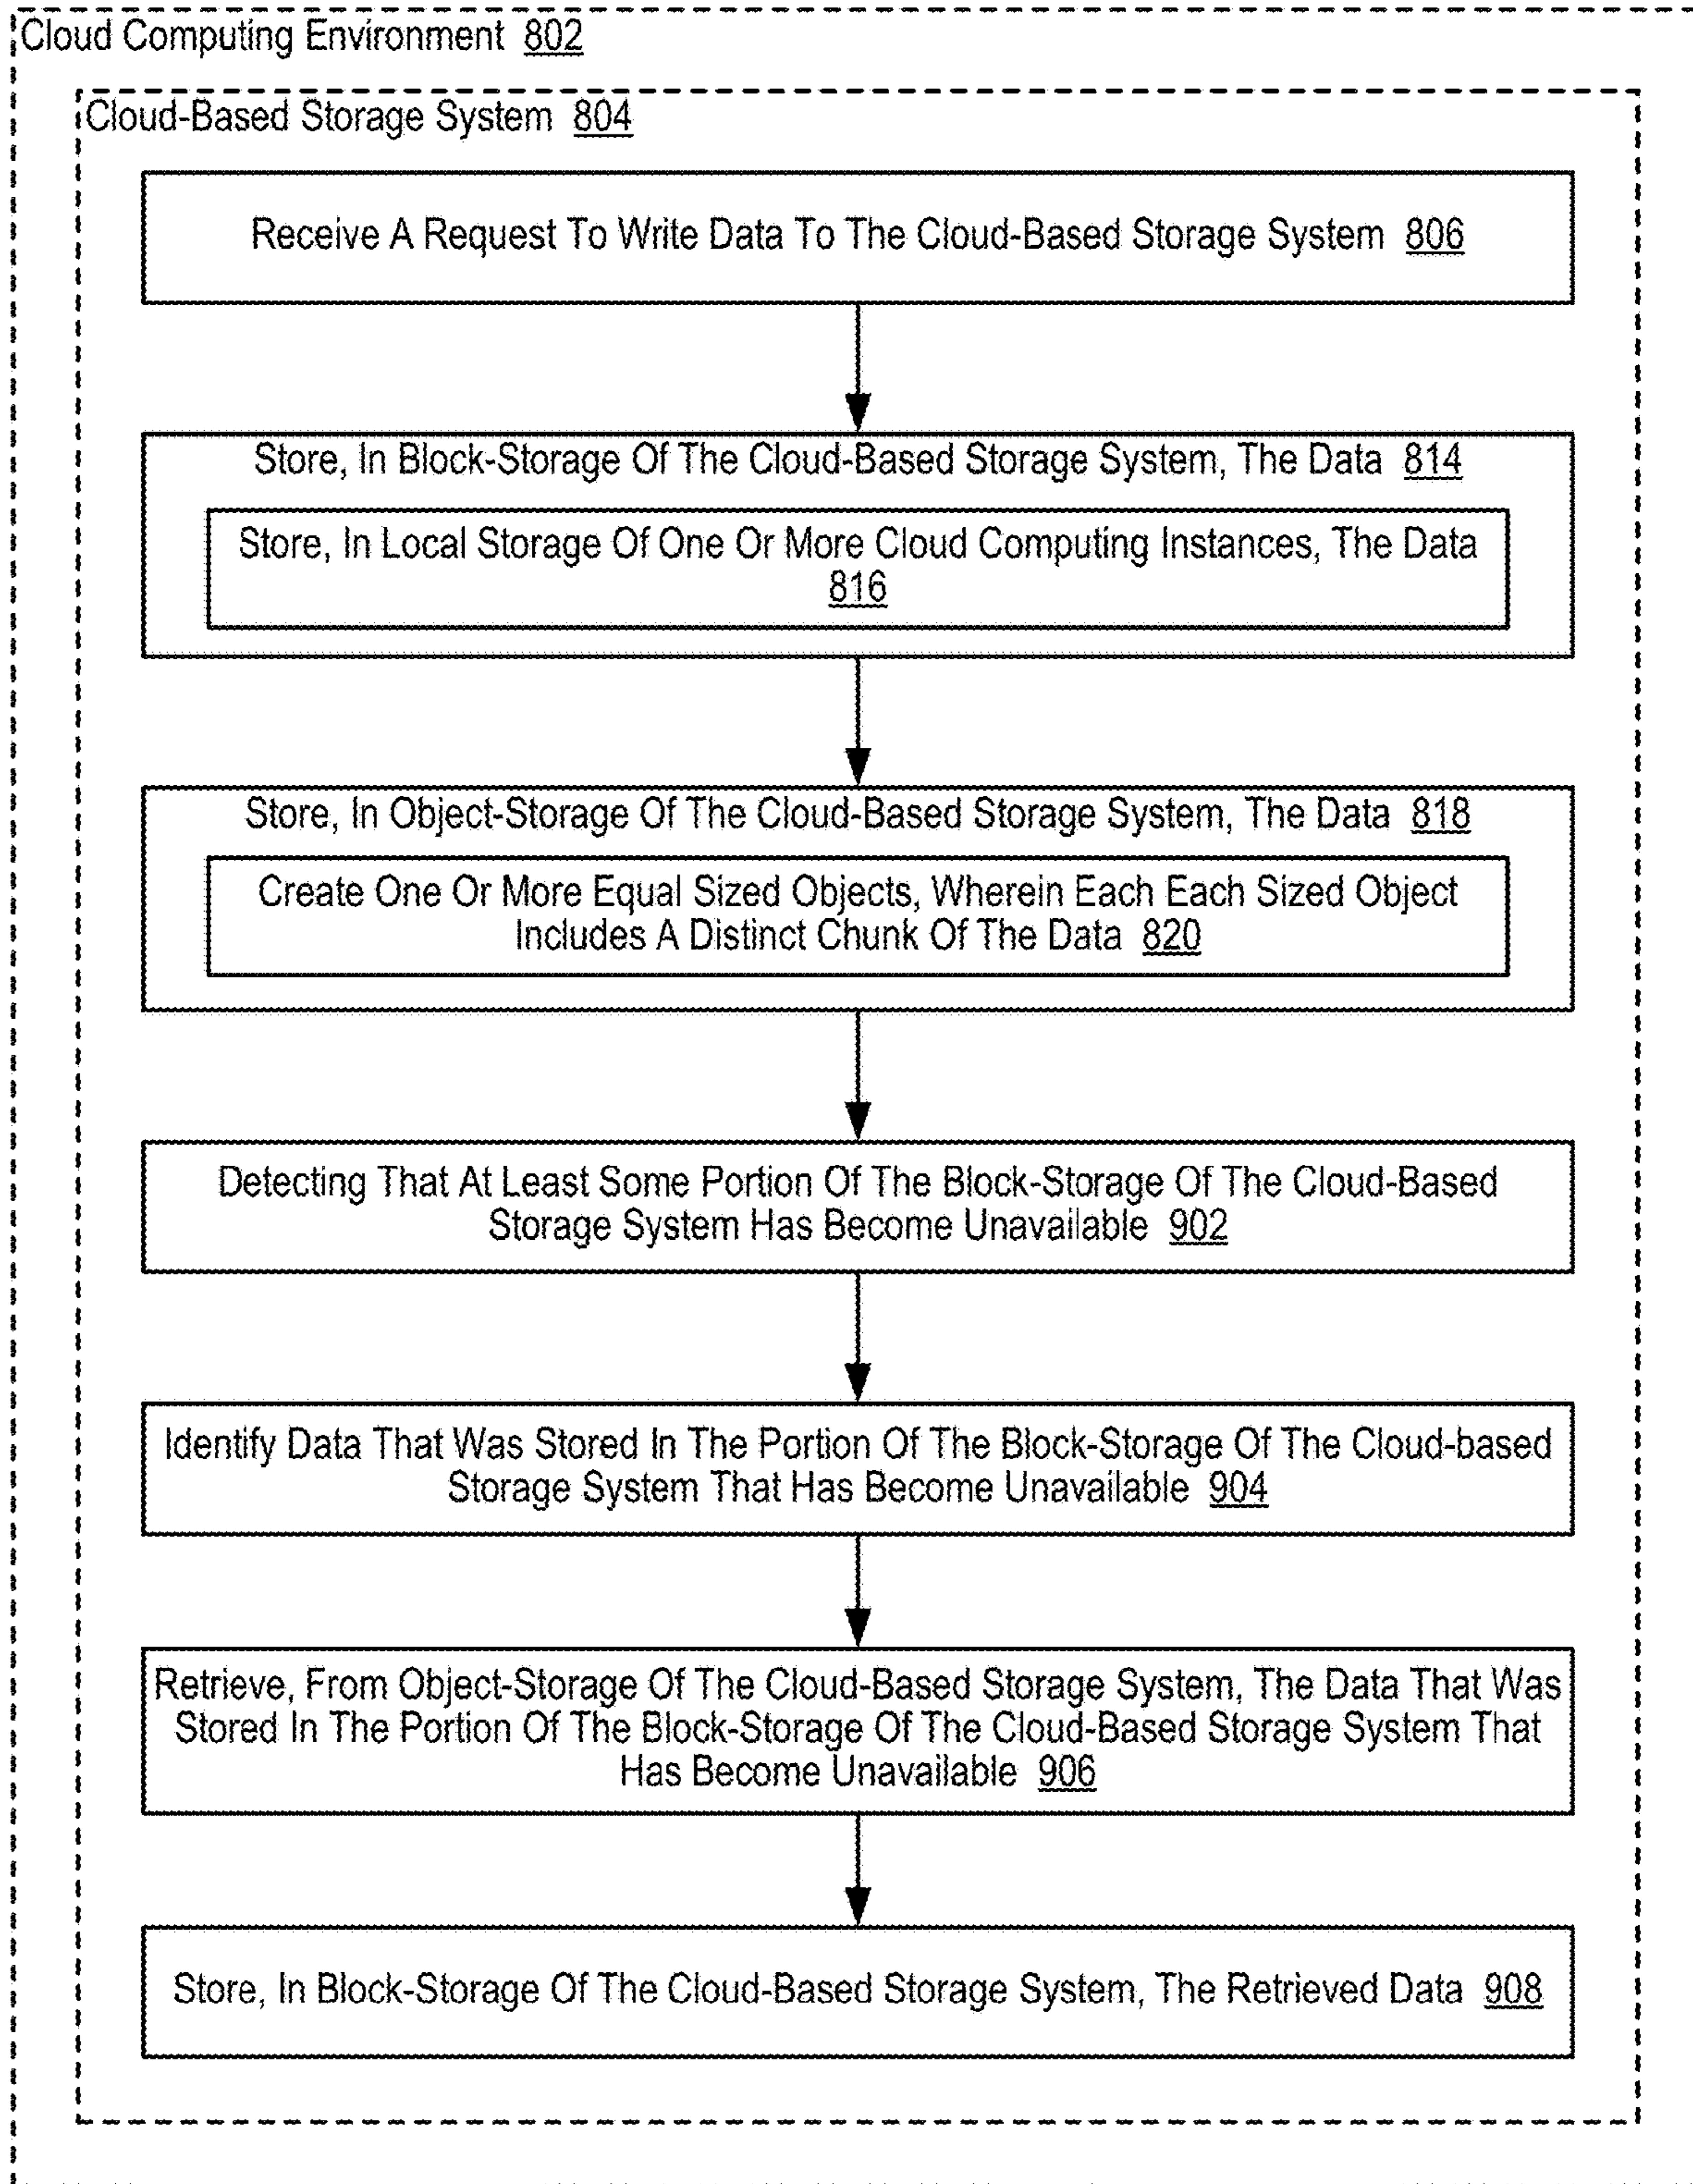 Cloud Computing Environment 802
Cloud-Based Storage System 804
Receive A Request To Write Data To The Cloud-Based Storage System 806
Store, In Block-Storage Of The Cloud-Based Storage System, The Data 814
Store, In Local Storage Of One Or More Cloud Computing Instances, The Data
816
Store, In Object-Storage Of The Cloud-Based Storage System, The Data 818
Create One Or More Equal Sized Objects, Wherein Each Each Sized Object
Includes A Distinct Chunk Of The Data 820
Detecting That At Least Some Portion Of The Block-Storage Of The Cloud-Based
Storage System Has Become Unavailable 902
Identify Data That Was Stored In The Portion Of The Block-Storage Of The Cloud-based
Storage System That Has Become Unavailable 904
Retrieve, From Object-Storage Of The Cloud-Based Storage System, The Data That Was
Stored In The Portion Of The Block-Storage Of The Cloud-Based Storage System That
Has Become Unavailable 906
Store, In Block-Storage Of The Cloud-Based Storage System, The Retrieved Data 908